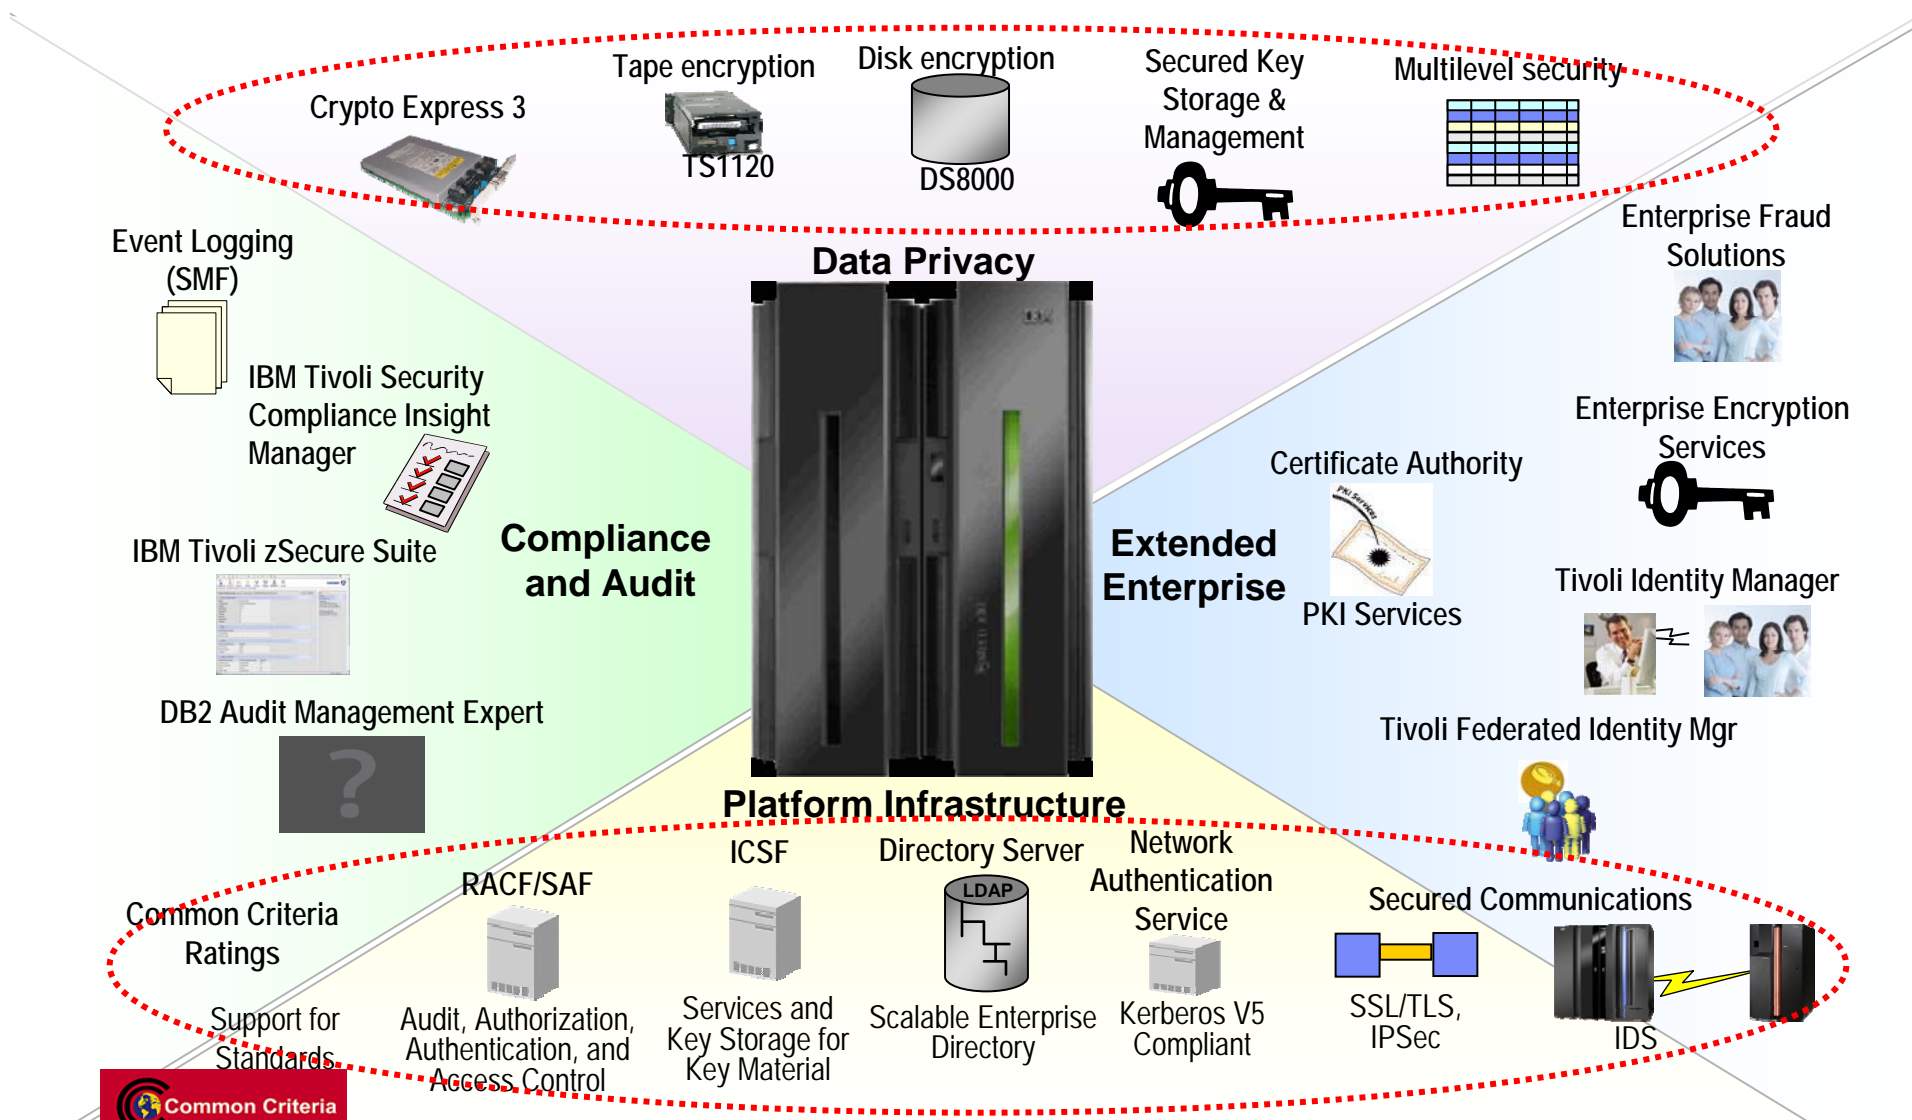 Crypto Express 3
Tape encryption
TS1120
Disk encryption
DS8000
Secured Key
Storage &
Management
Multilevel security
Data Privacy
Event Logging
(SMF)
IBM Tivoli Security
Compliance Insight
Manager
IBM Tivoli zSecure Suite
DB2 Audit Management Expert
?
Compliance
and Audit
IBM
Extended
Enterprise
Enterprise Fraud
Solutions
Enterprise Encryption
Services
Certificate Authority
PKI Services
PKI Services
Tivoli Identity Manager
Tivoli Federated Identity Mgr
Platform Infrastructure
Common Criteria
Ratings
Support for
Standards
Common Criteria
RACF/SAF
Audit, Authorization,
Authentication, and
Access Control
ICSF
Services and
Key Storage for
Key Material
Directory Server
LDAP
Scalable Enterprise
Directory
Network
Authentication
Service
Kerberos V5
Compliant
Secured Communications
SSL/TLS,
IPSec
IDS